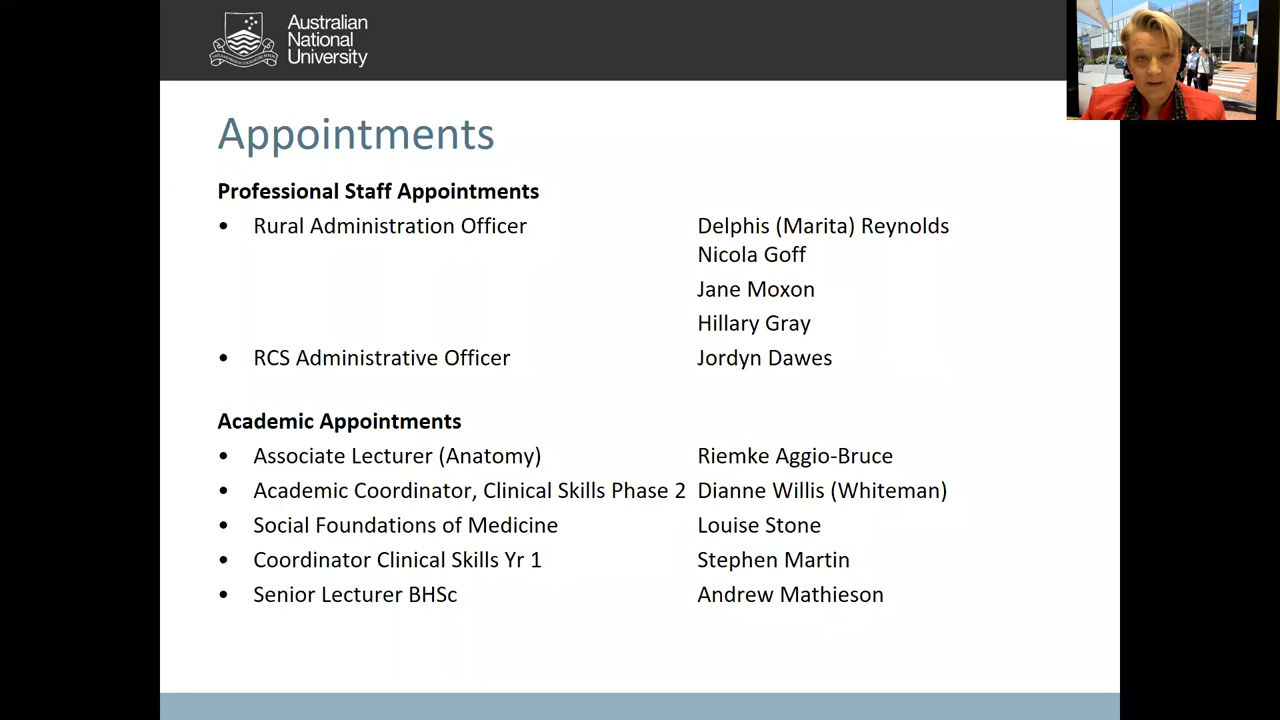 Australian
National
University
Appointments
Professional Staff Appointments
• Rural Administration Officer Delphis (Marita) Reynolds
Nicola Goff
Jane Moxon
Hillary Gray
• RCS Administrative Officer Jordyn Dawes
Academic Appointments
• Associate Lecturer (Anatomy) Riemke Aggio-Bruce
• Academic Coordinator, Clinical Skills Phase 2 Dianne Willis (Whiteman)
• Social Foundations of Medicine Louise Stone
• Coordinator Clinical Skills Yr 1 Stephen Martin
• Senior Lecturer BHSc Andrew Mathieson